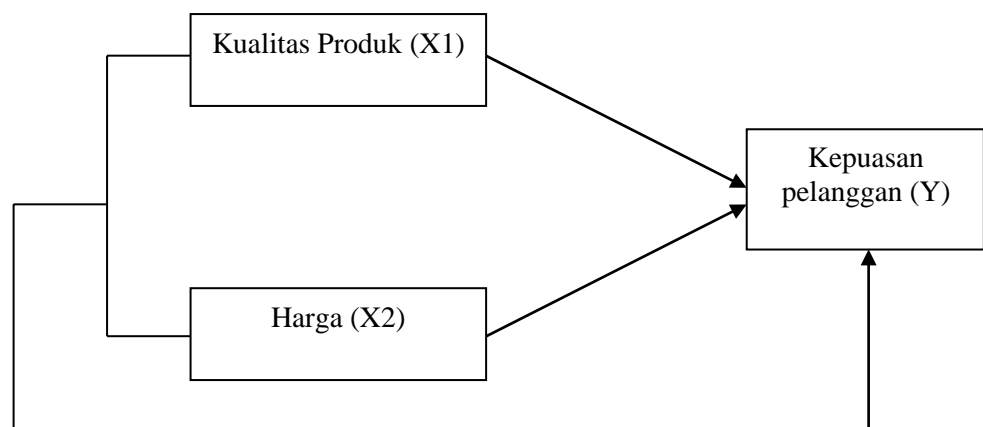 Kualitas Produk (X1)
Kepuasan
pelanggan (Y)
Harga (X2)